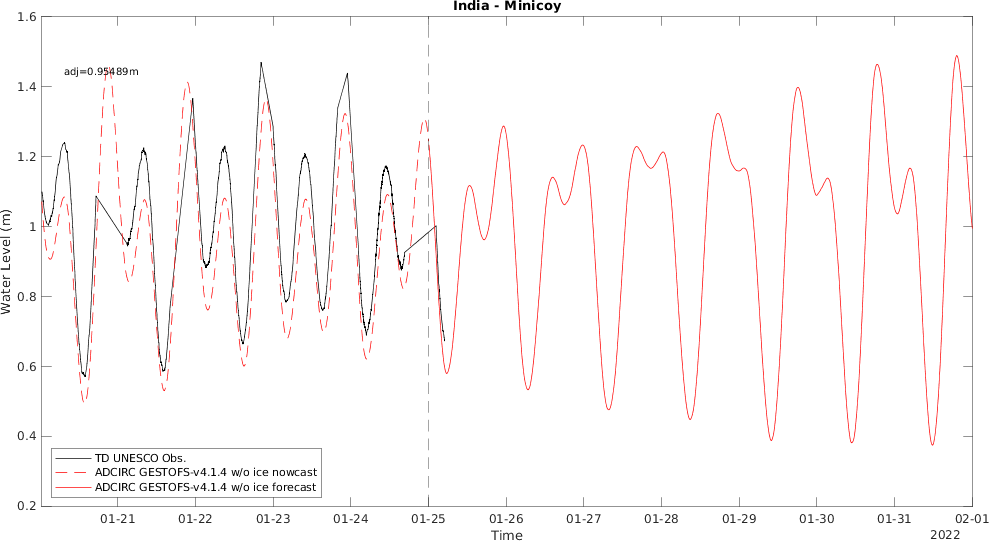 India - Minicoy
1.6
1.4
1.2
1
0.8
0.6
0.4
0.2
Water Level (m)
adj=0.95489m
TD UNESCO Obs.
ADCIRC GESTOFS-v4.1.4 w/o ice nowcast
ADCIRC GESTOFS-v4.1.4 w/o ice forecast
01-21 01-22 01-23 01-24 01-25 01-26 01-27 01-28 01-29 01-30 01-31 02-01
Time
2022